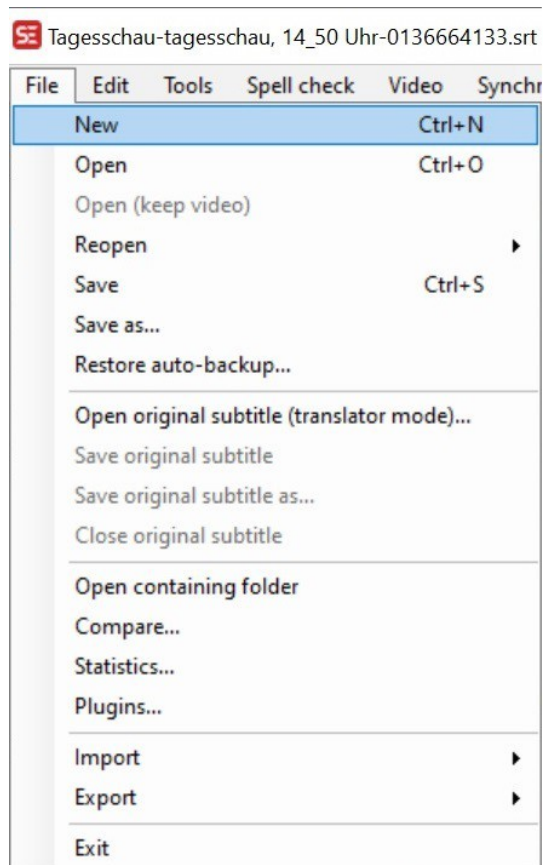 SE Tagesschau-tagesschau, 14_50 Uhr-0136664133.srt
File Edit Tools Spell check Video Synchr
New Ctrl+N
Open Ctrl+O
Open (keep video)
Reopen
Save Ctrl+S
Save as...
Restore auto-backup...
Open original subtitle (translator mode)...
Save original subtitle
Save original subtitle as...
Close original subtitle
Open containing folder
Compare...
Statistics...
Plugins...
Import
Export
Exit